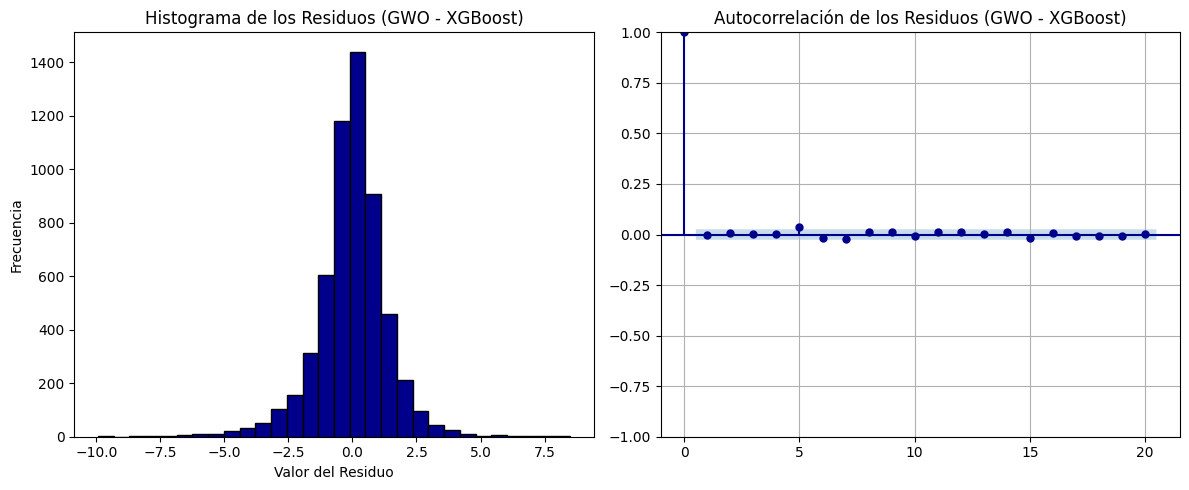 Histograma de los Residuos (GWO - XGBoost)
1400
1200
1000
800
600
400
200
0
Frecuencia
-10.0 -7.5 -5.0 -2.5 0.0 2.5 5.0 7.5
Valor del Residuo
Autocorrelación de los Residuos (GWO - XGBoost)
1.00
0.75
0.50
0.25
0.00
-0.25
-0.50
-0.75
-1.00
0 5 10 15 20